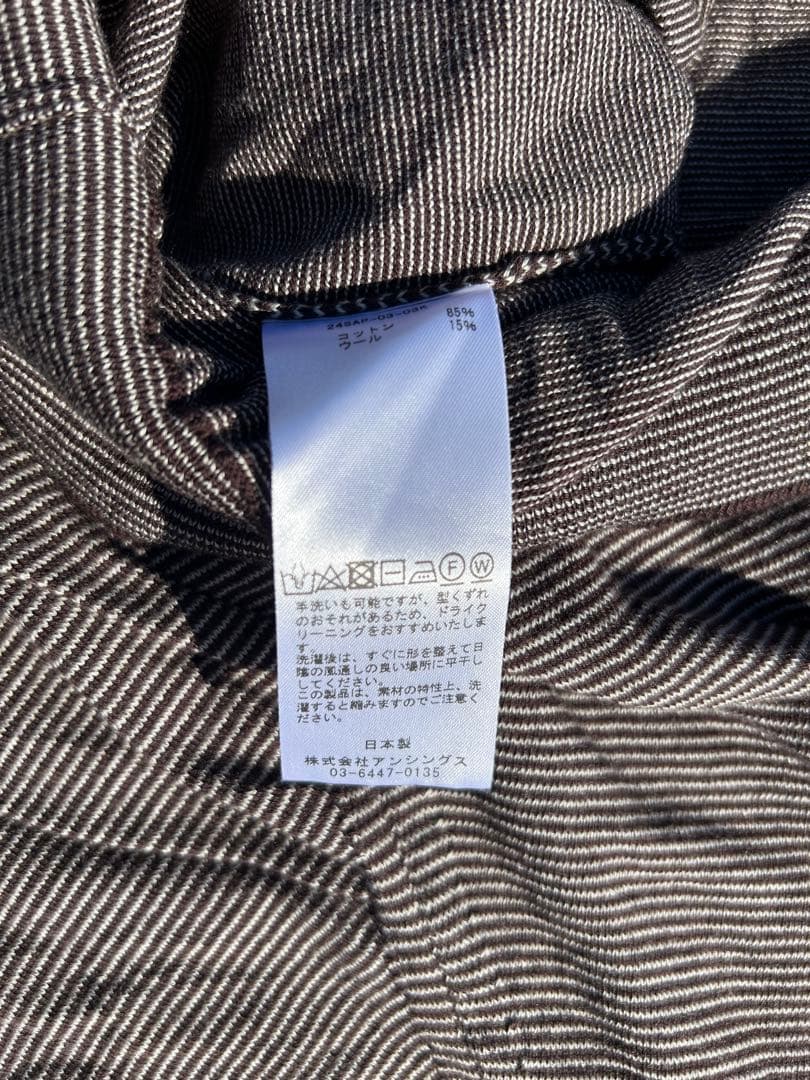 24SAP-03-03K
コットン 85%
ウール 15%
F W
手洗いも可能ですが、型くずれ
のおそれがあるため、ドライク
リーニングをおすすめいたしま
す。
洗濯後は、すぐに形を整えて日
陰の風通しの良い場所に平干し
してください。
この製品は、素材の特性上、洗
濯すると縮みますのでご注意く
ださい。
日本製
株式会社アンシングス
03-6447-0135